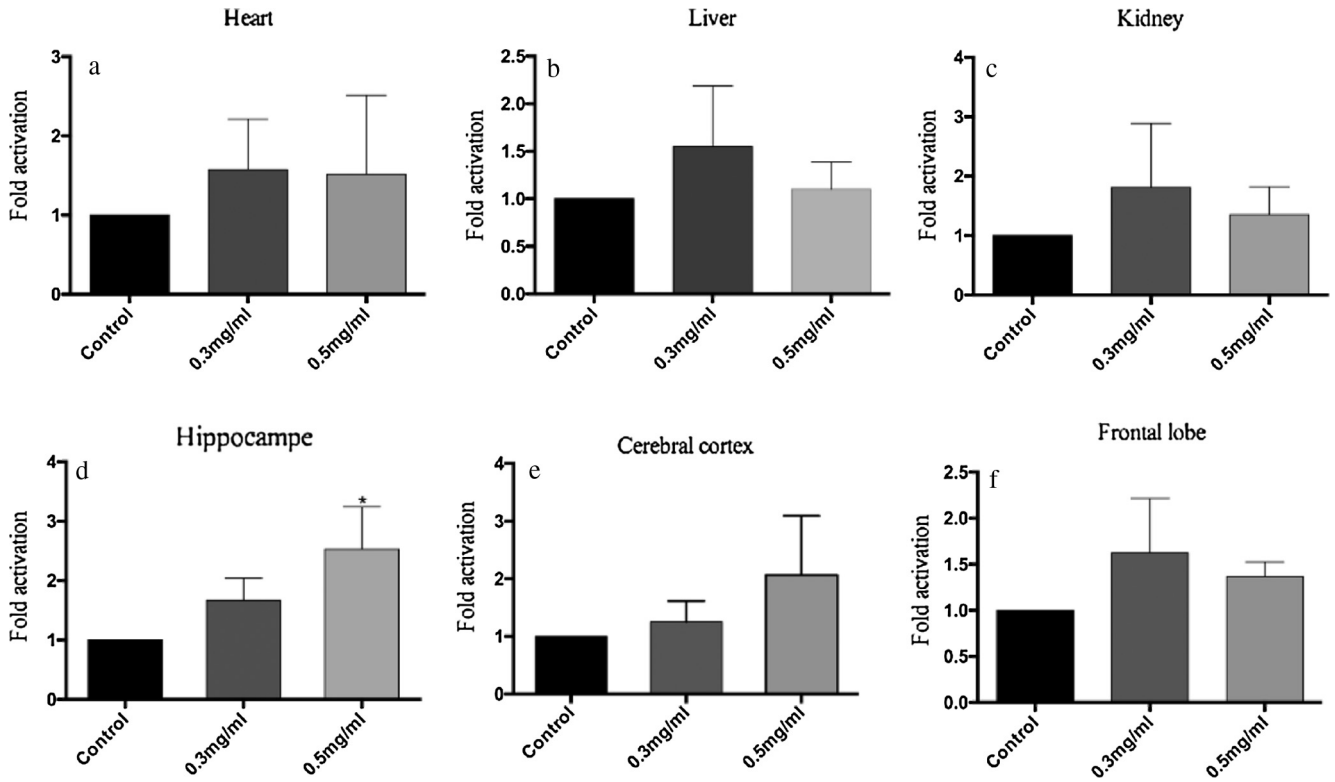 Heart
a
Fold activation
3
2
1
0
Control
0.3mg/ml
0.5mg/ml
Liver
b
Fold activation
2.5
2.0
1.5
1.0
0.5
0.0
Control
0.3mg/ml
0.5mg/ml
Kidney
c
Fold activation
4
3
2
1
0
Control
0.3mg/ml
0.5mg/ml
Hippocampe
d
Fold activation
4
3
2
1
0
*
Control
0.3mg/ml
0.5mg/ml
Cerebral cortex
e
Fold activation
4
3
2
1
0
Control
0.3mg/ml
0.5mg/ml
Frontal lobe
f
Fold activation
2.5
2.0
1.5
1.0
0.5
0.0
Control
0.3mg/ml
0.5mg/ml